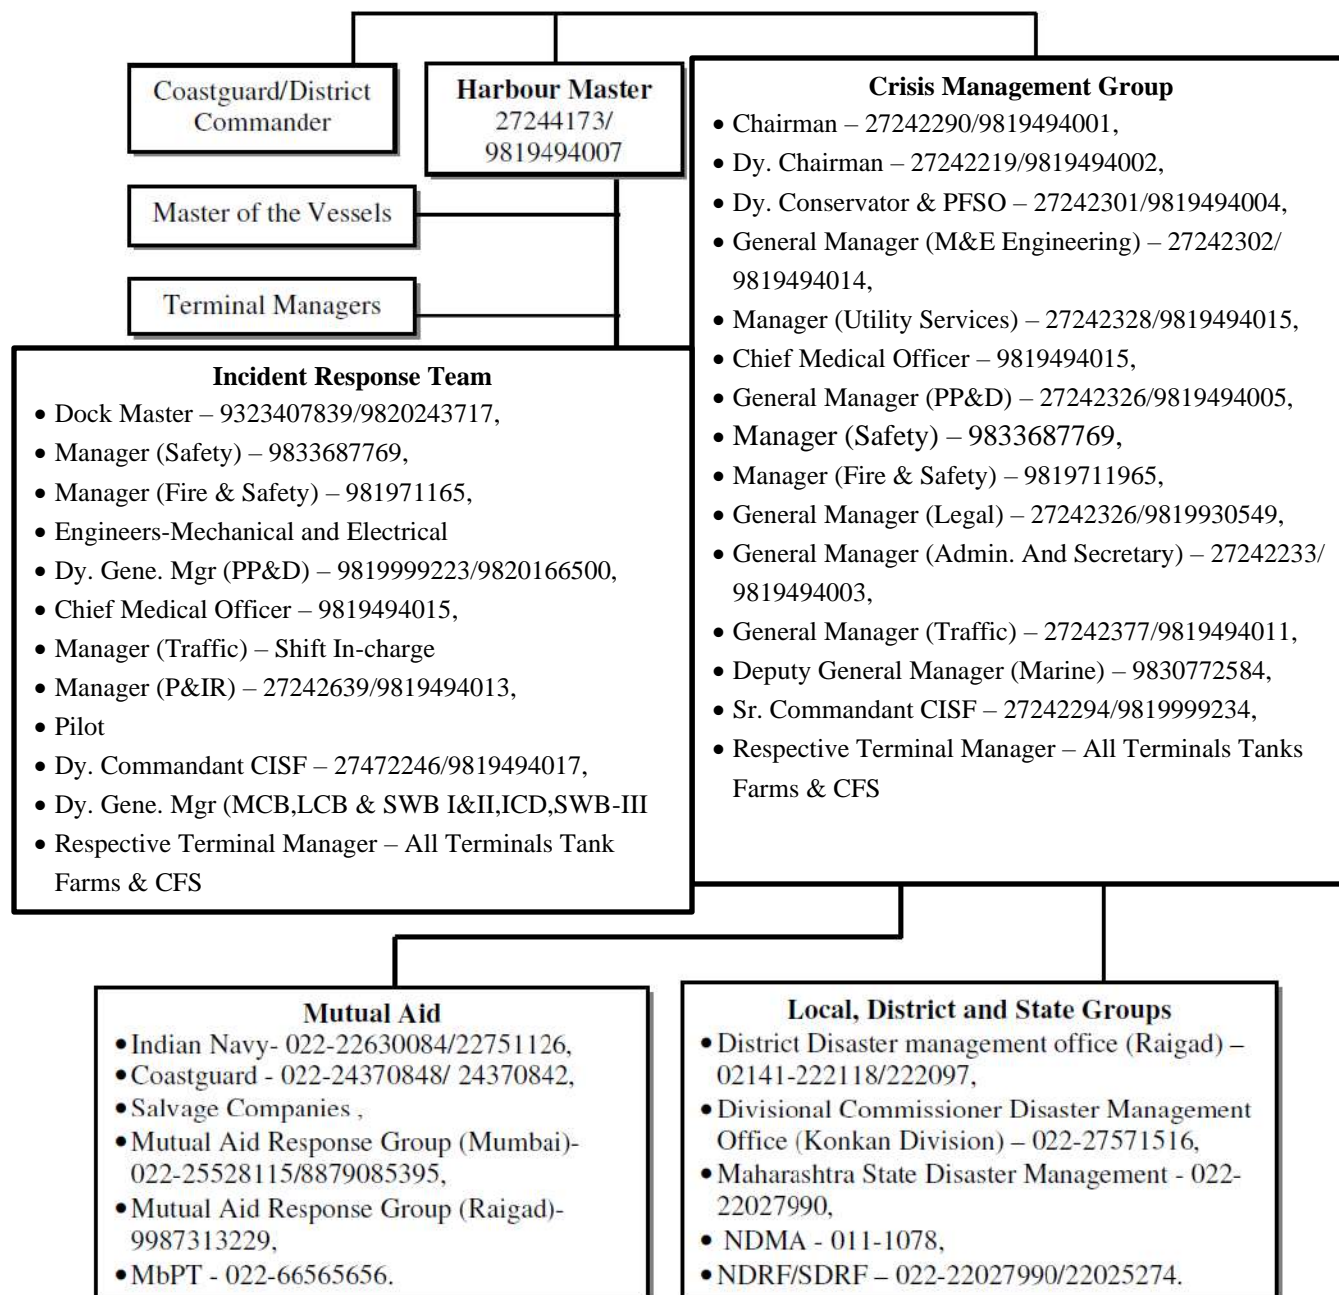 Coastguard/District
Commander
Harbour Master
27244173/
9819494007
Master of the Vessels
Terminal Managers
Crisis Management Group
• Chairman – 27242290/9819494001,
• Dy. Chairman – 27242219/9819494002,
• Dy. Conservator & PFSO – 27242301/9819494004,
• General Manager (M&E Engineering) – 27242302/
9819494014,
• Manager (Utility Services) – 27242328/9819494015,
• Chief Medical Officer – 9819494015,
• General Manager (PP&D) – 27242326/9819494005,
• Manager (Safety) – 9833687769,
• Manager (Fire & Safety) – 9819711965,
• General Manager (Legal) – 27242326/9819930549,
• General Manager (Admin. And Secretary) – 27242233/
9819494003,
• General Manager (Traffic) – 27242377/9819494011,
• Deputy General Manager (Marine) – 9830772584,
• Sr. Commandant CISF – 27242294/9819999234,
• Respective Terminal Manager – All Terminals Tanks
Farms & CFS
Incident Response Team
• Dock Master – 9323407839/9820243717,
• Manager (Safety) – 9833687769,
• Manager (Fire & Safety) – 981971165,
• Engineers-Mechanical and Electrical
• Dy. Gene. Mgr (PP&D) – 9819999223/9820166500,
• Chief Medical Officer – 9819494015,
• Manager (Traffic) – Shift In-charge
• Manager (P&IR) – 27242639/9819494013,
• Pilot
• Dy. Commandant CISF – 27472246/9819494017,
• Dy. Gene. Mgr (MCB,LCB & SWB I&II,ICD,SWB-III
• Respective Terminal Manager – All Terminals Tank
Farms & CFS
Mutual Aid
• Indian Navy- 022-22630084/22751126,
• Coastguard - 022-24370848/ 24370842,
• Salvage Companies ,
• Mutual Aid Response Group (Mumbai)-
022-25528115/8879085395,
• Mutual Aid Response Group (Raigad)-
9987313229,
• MbPT - 022-66565656.
Local, District and State Groups
• District Disaster management office (Raigad) –
02141-222118/222097,
• Divisional Commissioner Disaster Management
Office (Konkan Division) – 022-27571516,
• Maharashtra State Disaster Management - 022-
22027990,
• NDMA - 011-1078,
• NDRF/SDRF – 022-22027990/22025274.